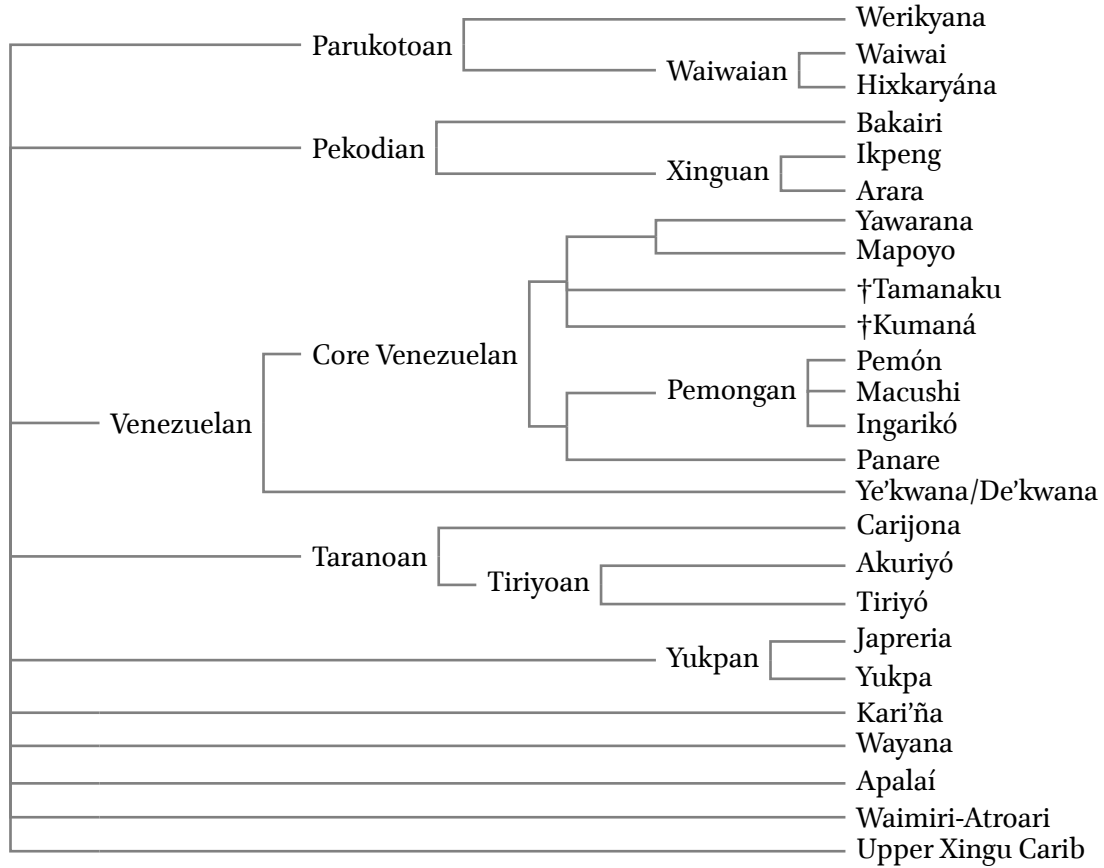 Werikyana
Parukotoan
Waiwai
Waiwaian
Hixkaryána
Bakairi
Pekodian
Ikpeng
Xinguan
Arara
Yawarana
Mapoyo
†Tamanaku
†Kumaná
Core Venezuelan
Pemón
Pemongan
Macushi
Venezuelan
Ingarikó
Panare
Ye’kwana/De’kwana
Carijona
Taranoan
Akuriyó
Tiriyoan
Tiriyó
Japreria
Yukpan
Yukpa
Kari’ña
Wayana
Apalaí
Waimiri-Atroari
Upper Xingu Carib